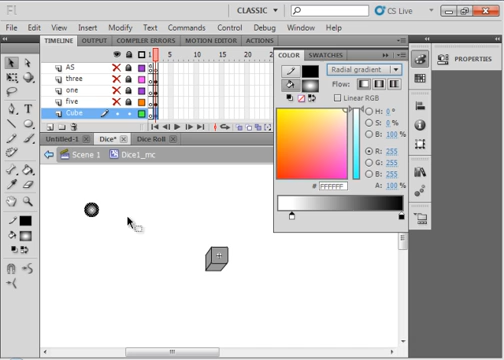 Fl CLASSIC CS Live
File Edit View Insert Modify Text Commands Control Debug Window Help
TIMELINE OUTPUT COMPILER ERRORS MOTION EDITOR ACTIONS
1 5 10 15 20 25
AS
three
one
five
Cube
Untitled-1 Dice* Dice Roll
Scene 1 Dice1_mc
COLOR SWATCHES
Radial gradient
Flow:
Linear RGB
H: 0 °
S: 0 %
B: 100 %
R: 255
G: 255
B: 255
# FFFFFF A: 100 %
PROPERTIES